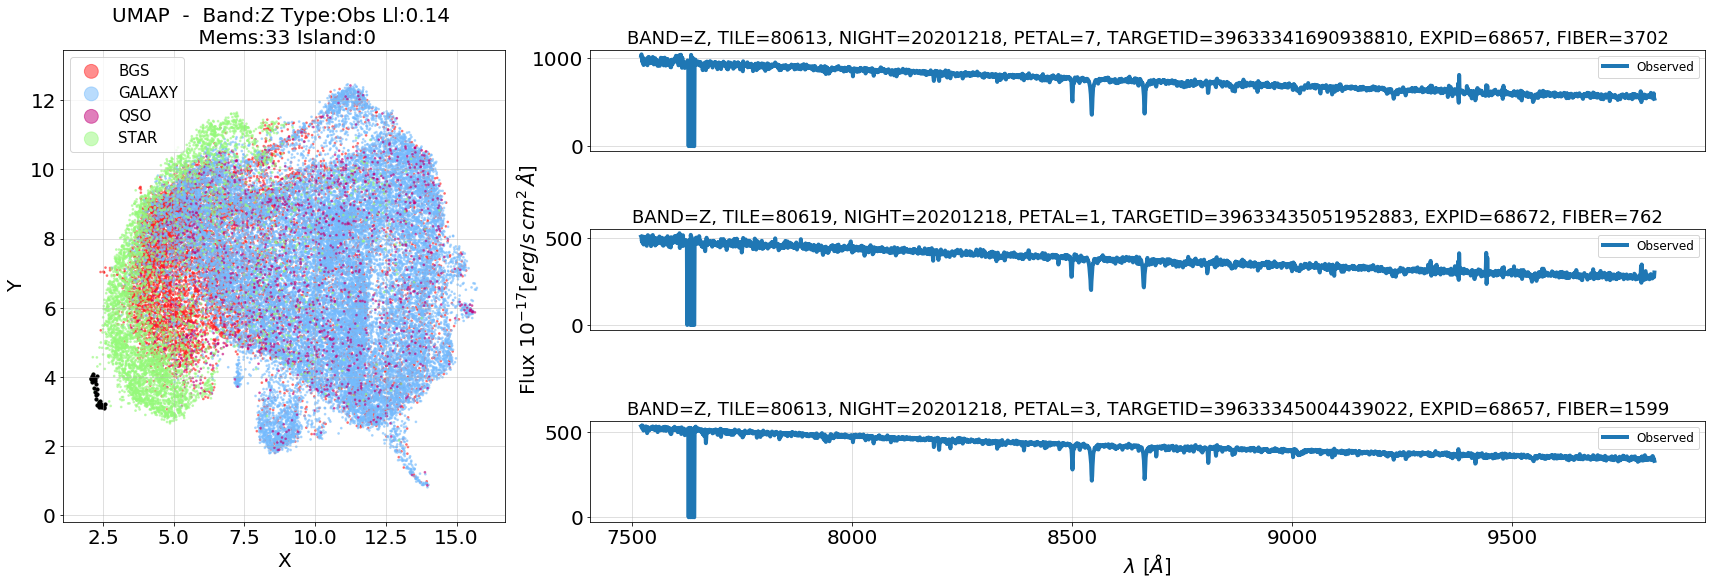 UMAP - Band:Z Type:Obs Ll:0.14
Mems:33 Island:0
BGS
GALAXY
QSO
STAR
12
10
8
6
4
2
0
Y
2.5 5.0 7.5 10.0 12.5 15.0
X
Flux 10⁻¹⁷[erg/s cm² Å]
BAND=Z, TILE=80613, NIGHT=20201218, PETAL=7, TARGETID=39633341690938810, EXPID=68657, FIBER=3702
1000
0
Observed
BAND=Z, TILE=80619, NIGHT=20201218, PETAL=1, TARGETID=39633435051952883, EXPID=68672, FIBER=762
500
0
Observed
BAND=Z, TILE=80613, NIGHT=20201218, PETAL=3, TARGETID=39633345004439022, EXPID=68657, FIBER=1599
500
0
Observed
7500 8000 8500 9000 9500
λ [Å]